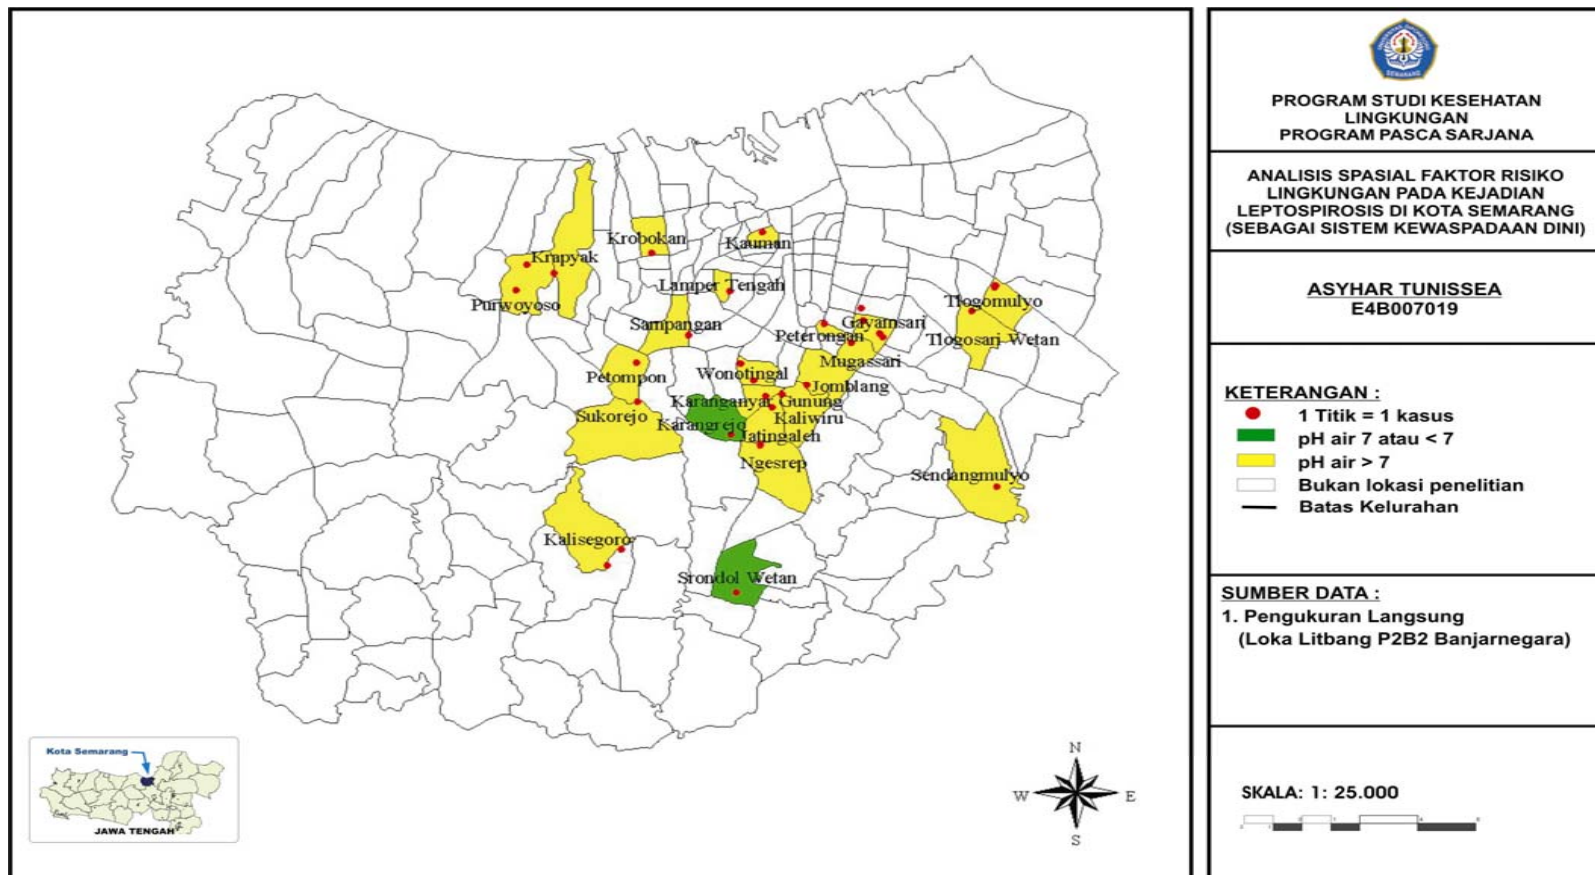 Krobokan
Kauman
Krapyak
Lamper Tengah
Purwoyoso
Tlogomulyo
Sampangan
Gayamsari
Peterongan
Tlogosari Wetan
Mugassari
Petompon
Wonotingal
Jomblang
Karanganyar Gunung
Sukorejo
Kaliwiru
Karangrejo
Jatingaleh
Ngesrep
Sendangmulyo
Kalisegoro
Srondol Wetan
Kota Semarang
JAWA TENGAH
N
W
E
S
SEMARANG
PROGRAM STUDI KESEHATAN
LINGKUNGAN
PROGRAM PASCA SARJANA
ANALISIS SPASIAL FAKTOR RISIKO
LINGKUNGAN PADA KEJADIAN
LEPTOSPIROSIS DI KOTA SEMARANG
(SEBAGAI SISTEM KEWASPADAAN DINI)
ASYHAR TUNISSEA
E4B007019
KETERANGAN :
1 Titik = 1 kasus
pH air 7 atau < 7
pH air > 7
Bukan lokasi penelitian
Batas Kelurahan
SUMBER DATA :
1. Pengukuran Langsung
(Loka Litbang P2B2 Banjarnegara)
SKALA: 1: 25.000